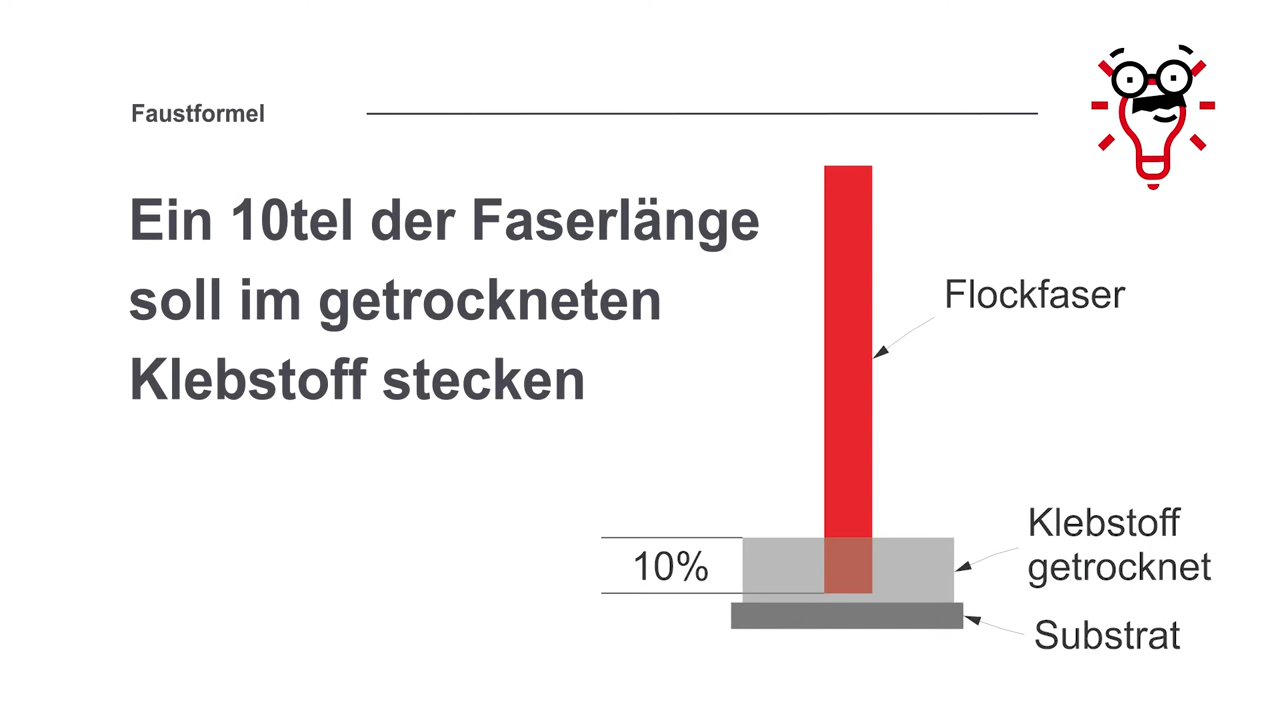 Faustformel
Ein 10tel der Faserlänge
soll im getrockneten
Klebstoff stecken
Flockfaser
Klebstoff
getrocknet
10%
Substrat